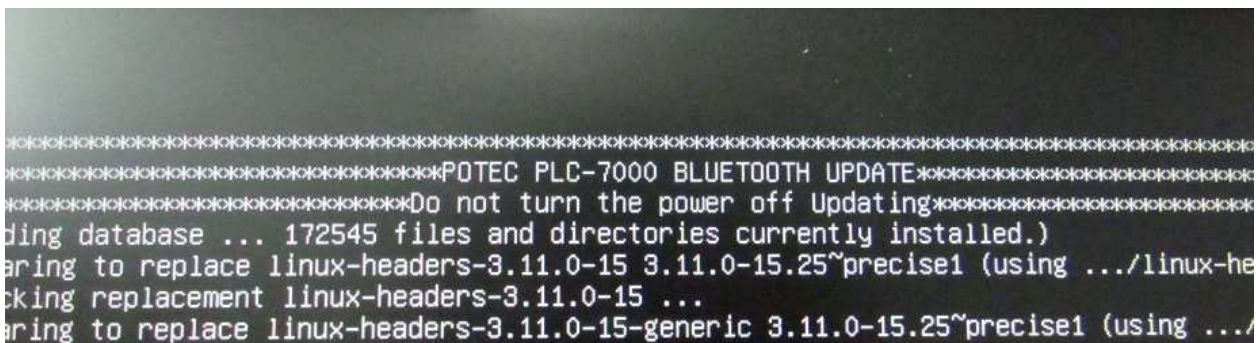 ********************************************************************************
***********************************POTEC PLC-7000 BLUETOOTH UPDATE***************************
********************************Do not turn the power off Updating**************************
ding database ... 172545 files and directories currently installed.)
aring to replace linux-headers-3.11.0-15 3.11.0-15.25~precise1 (using .../linux-he
cking replacement linux-headers-3.11.0-15 ...
aring to replace linux-headers-3.11.0-15-generic 3.11.0-15.25~precise1 (using .../